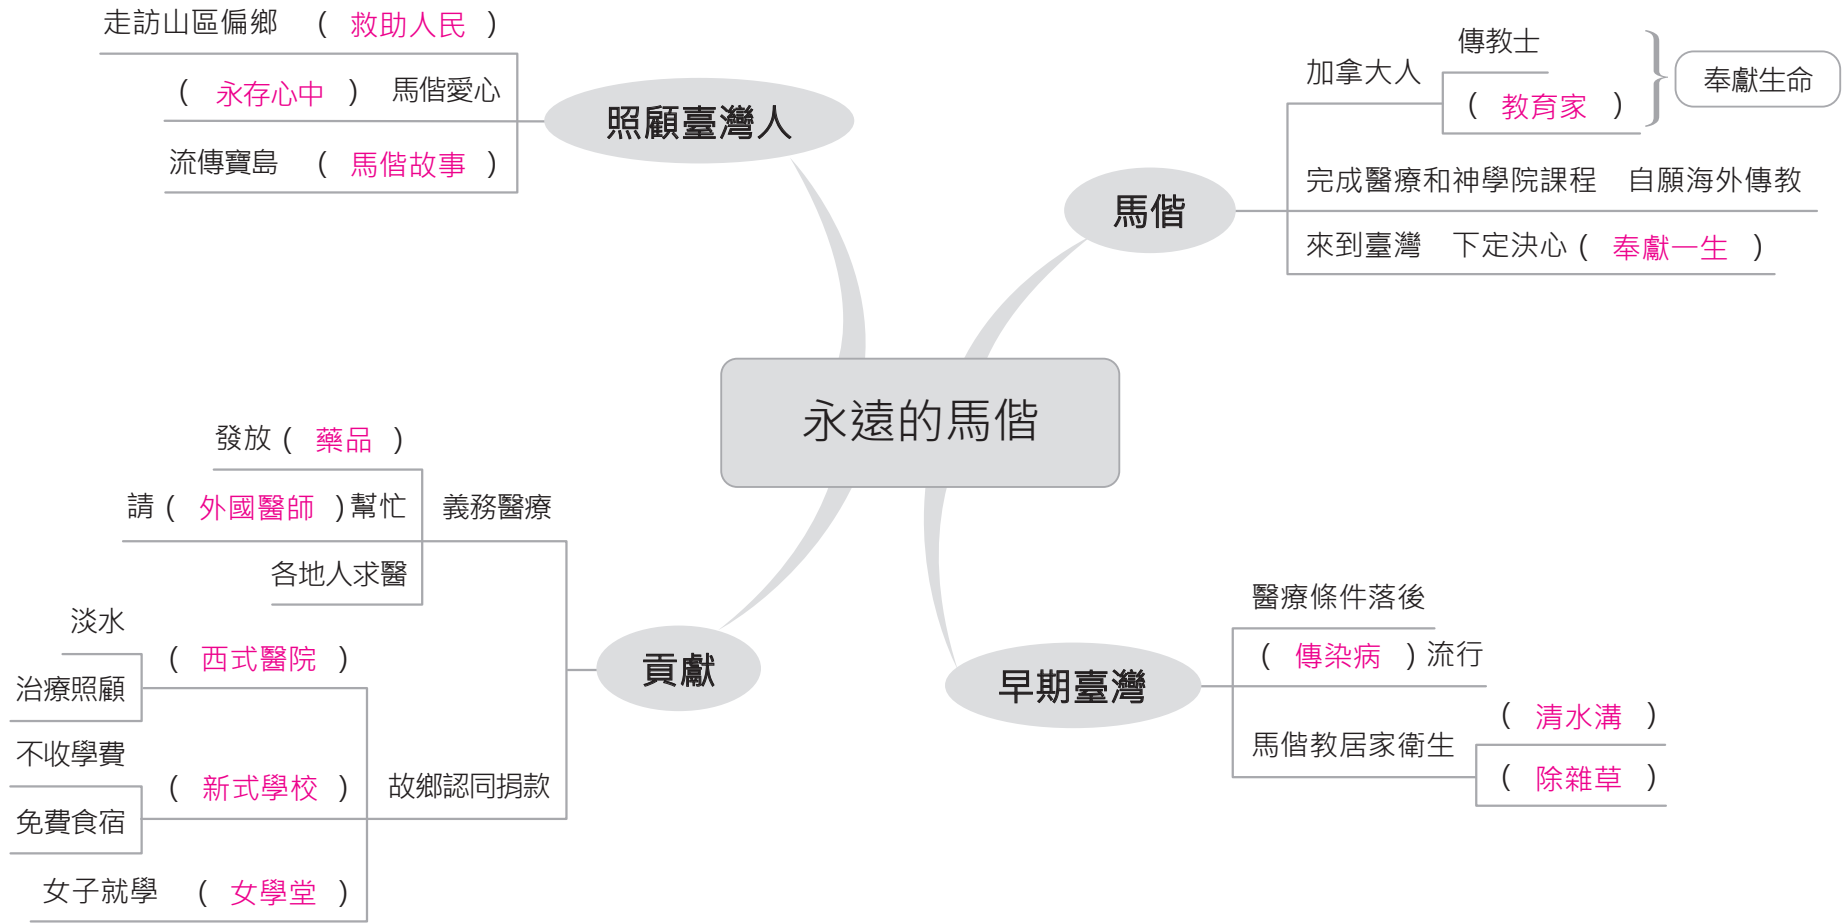 永遠的馬偕
馬偕
加拿大人
傳教士
( 教育家 )
奉獻生命
完成醫療和神學院課程 自願海外傳教
來到臺灣 下定決心( 奉獻一生 )
早期臺灣
醫療條件落後
( 傳染病 )流行
馬偕教居家衛生
( 清水溝 )
( 除雜草 )
貢獻
義務醫療
發放( 藥品 )
請( 外國醫師 )幫忙
各地人求醫
故鄉認同捐款
( 西式醫院 )
淡水
治療照顧
( 新式學校 )
不收學費
免費食宿
女子就學 ( 女學堂 )
照顧臺灣人
走訪山區偏鄉 ( 救助人民 )
( 永存心中 ) 馬偕愛心
流傳寶島 ( 馬偕故事 )